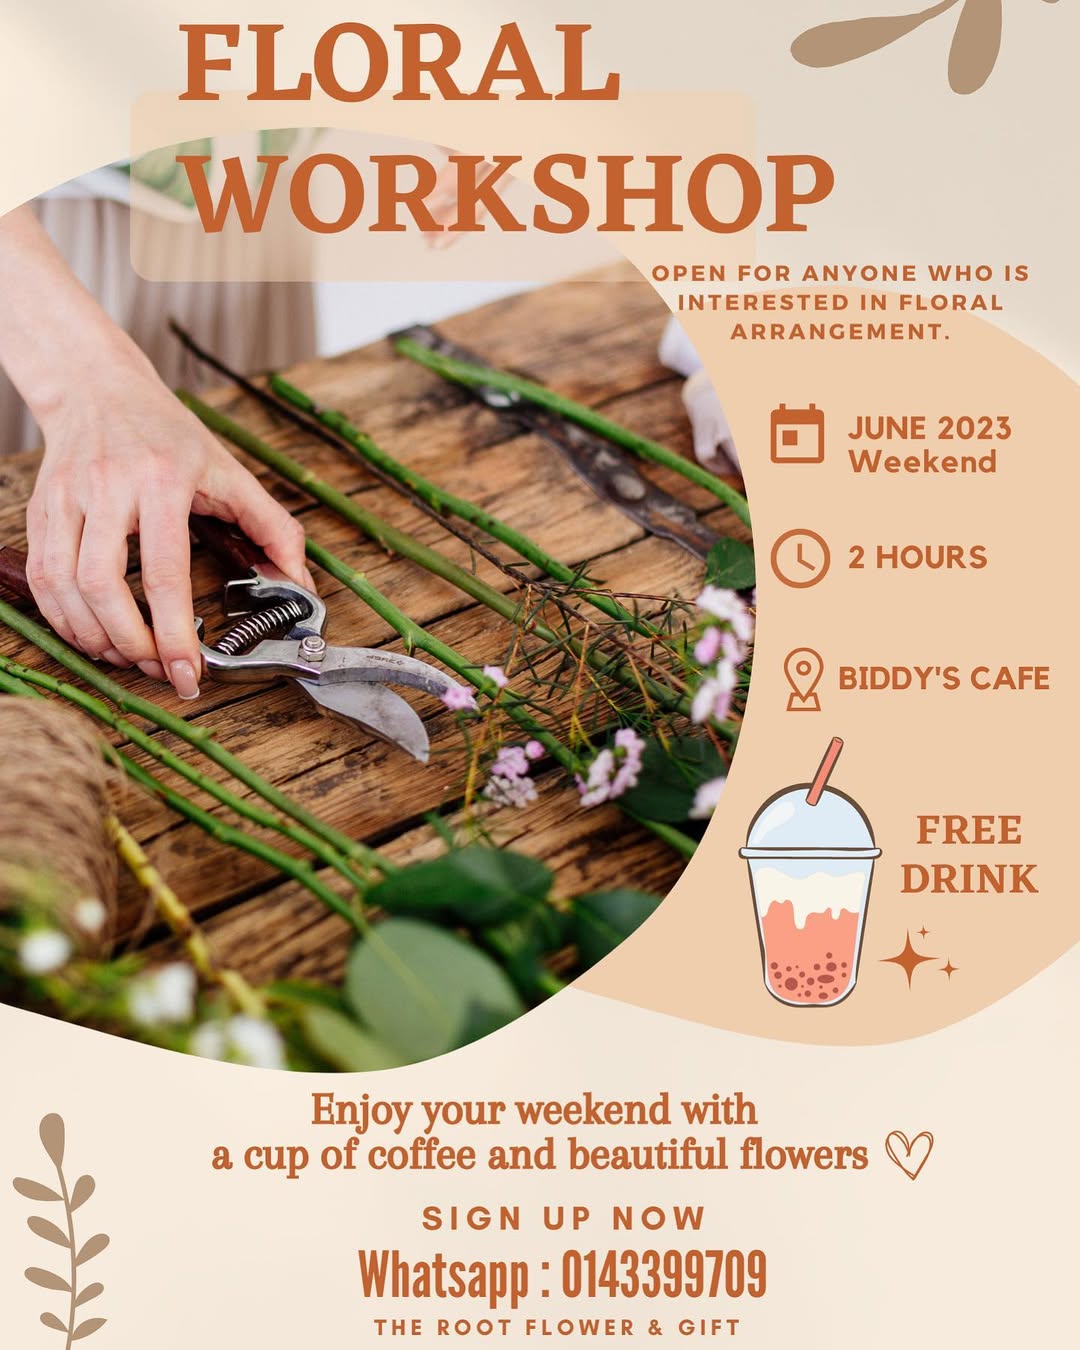 FLORAL
WORKSHOP
OPEN FOR ANYONE WHO IS
INTERESTED IN FLORAL
ARRANGEMENT.
JUNE 2023
Weekend
2 HOURS
BIDDY'S CAFE
FREE
DRINK
Enjoy your weekend with
a cup of coffee and beautiful flowers
SIGN UP NOW
Whatsapp : 0143399709
THE ROOT FLOWER & GIFT